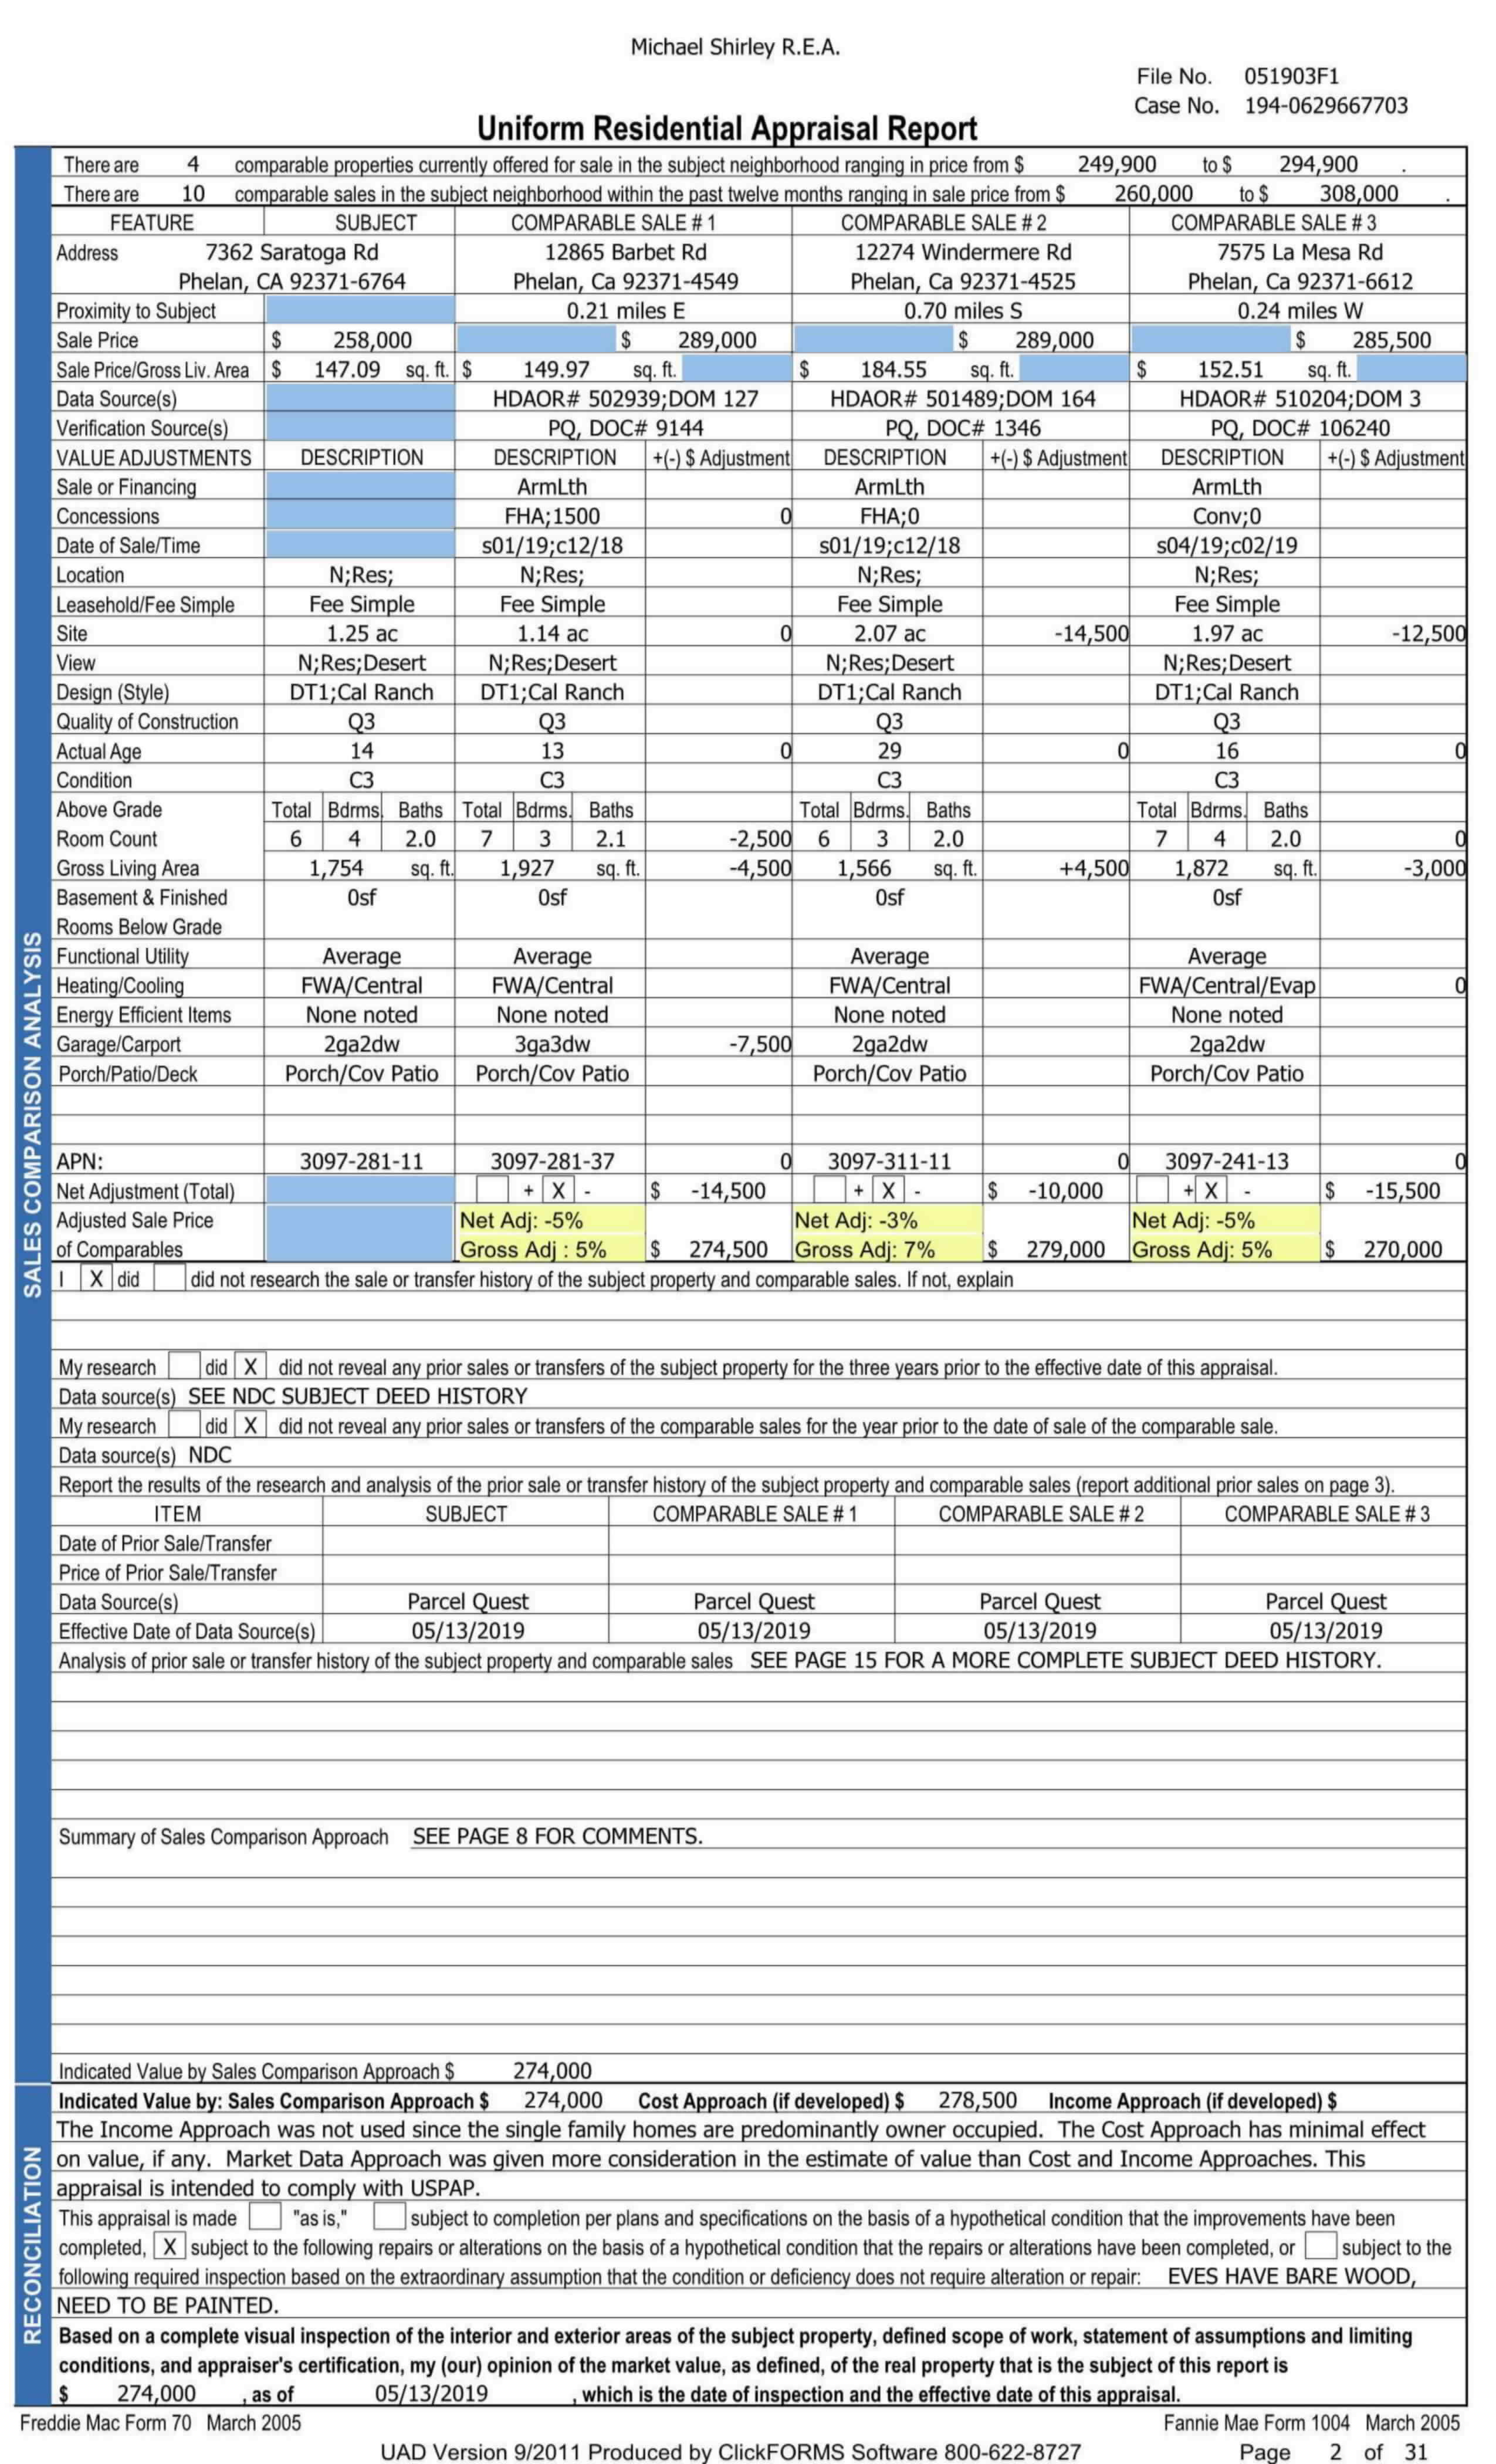 Michael Shirley R.E.A.
File No. 051903F1
Case No. 194-0629667703
Uniform Residential Appraisal Report
There are 4 comparable properties currently offered for sale in the subject neighborhood ranging in price from $ 249,900 to $ 294,900 .
There are 10 comparable sales in the subject neighborhood within the past twelve months ranging in sale price from $ 260,000 to $ 308,000 .
FEATURE SUBJECT COMPARABLE SALE # 1 COMPARABLE SALE # 2 COMPARABLE SALE # 3
Address 7362 Saratoga Rd 12865 Barbet Rd 12274 Windermere Rd 7575 La Mesa Rd
Phelan, CA 92371-6764 Phelan, Ca 92371-4549 Phelan, Ca 92371-4525 Phelan, Ca 92371-6612
Proximity to Subject 0.21 miles E 0.70 miles S 0.24 miles W
Sale Price $ 258,000 $ 289,000 $ 289,000 $ 285,500
Sale Price/Gross Liv. Area $ 147.09 sq. ft. $ 149.97 sq. ft. $ 184.55 sq. ft. $ 152.51 sq. ft.
Data Source(s) HDAOR# 502939;DOM 127 HDAOR# 501489;DOM 164 HDAOR# 510204;DOM 3
Verification Source(s) PQ, DOC# 9144 PQ, DOC# 1346 PQ, DOC# 106240
VALUE ADJUSTMENTS DESCRIPTION DESCRIPTION +(-) $ Adjustment DESCRIPTION +(-) $ Adjustment DESCRIPTION +(-) $ Adjustment
Sale or Financing ArmLth ArmLth ArmLth
Concessions FHA;1500 0 FHA;0 Conv;0
Date of Sale/Time s01/19;c12/18 s01/19;c12/18 s04/19;c02/19
Location N;Res; N;Res; N;Res; N;Res;
Leasehold/Fee Simple Fee Simple Fee Simple Fee Simple Fee Simple
Site 1.25 ac 1.14 ac 0 2.07 ac -14,500 1.97 ac -12,500
View N;Res;Desert N;Res;Desert N;Res;Desert N;Res;Desert
Design (Style) DT1;Cal Ranch DT1;Cal Ranch DT1;Cal Ranch DT1;Cal Ranch
Quality of Construction Q3 Q3 Q3 Q3
Actual Age 14 13 0 29 0 16 0
Condition C3 C3 C3 C3
Above Grade Total Bdrms. Baths Total Bdrms. Baths Total Bdrms. Baths Total Bdrms. Baths
Room Count 6 4 2.0 7 3 2.1 -2,500 6 3 2.0 7 4 2.0 0
Gross Living Area 1,754 sq. ft. 1,927 sq. ft. -4,500 1,566 sq. ft. +4,500 1,872 sq. ft. -3,000
Basement & Finished 0sf 0sf 0sf 0sf
Rooms Below Grade
Functional Utility Average Average Average Average
Heating/Cooling FWA/Central FWA/Central FWA/Central FWA/Central/Evap 0
Energy Efficient Items None noted None noted None noted None noted
Garage/Carport 2ga2dw 3ga3dw -7,500 2ga2dw 2ga2dw
Porch/Patio/Deck Porch/Cov Patio Porch/Cov Patio Porch/Cov Patio Porch/Cov Patio
APN: 3097-281-11 3097-281-37 0 3097-311-11 0 3097-241-13 0
Net Adjustment (Total) + X - $ -14,500 + X - $ -10,000 + X - $ -15,500
Adjusted Sale Price Net Adj: -5% Net Adj: -3% Net Adj: -5%
of Comparables Gross Adj : 5% $ 274,500 Gross Adj: 7% $ 279,000 Gross Adj: 5% $ 270,000
I X did did not research the sale or transfer history of the subject property and comparable sales. If not, explain
My research did X did not reveal any prior sales or transfers of the subject property for the three years prior to the effective date of this appraisal.
Data source(s) SEE NDC SUBJECT DEED HISTORY
My research did X did not reveal any prior sales or transfers of the comparable sales for the year prior to the date of sale of the comparable sale.
Data source(s) NDC
Report the results of the research and analysis of the prior sale or transfer history of the subject property and comparable sales (report additional prior sales on page 3).
ITEM SUBJECT COMPARABLE SALE # 1 COMPARABLE SALE # 2 COMPARABLE SALE # 3
Date of Prior Sale/Transfer
Price of Prior Sale/Transfer
Data Source(s) Parcel Quest Parcel Quest Parcel Quest Parcel Quest
Effective Date of Data Source(s) 05/13/2019 05/13/2019 05/13/2019 05/13/2019
Analysis of prior sale or transfer history of the subject property and comparable sales SEE PAGE 15 FOR A MORE COMPLETE SUBJECT DEED HISTORY.
Summary of Sales Comparison Approach SEE PAGE 8 FOR COMMENTS.
Indicated Value by Sales Comparison Approach $ 274,000
SALES COMPARISON ANALYSIS
Indicated Value by: Sales Comparison Approach $ 274,000 Cost Approach (if developed) $ 278,500 Income Approach (if developed) $
The Income Approach was not used since the single family homes are predominantly owner occupied. The Cost Approach has minimal effect
on value, if any. Market Data Approach was given more consideration in the estimate of value than Cost and Income Approaches. This
appraisal is intended to comply with USPAP.
This appraisal is made "as is," subject to completion per plans and specifications on the basis of a hypothetical condition that the improvements have been
completed, X subject to the following repairs or alterations on the basis of a hypothetical condition that the repairs or alterations have been completed, or subject to the
following required inspection based on the extraordinary assumption that the condition or deficiency does not require alteration or repair: EVES HAVE BARE WOOD,
NEED TO BE PAINTED.
Based on a complete visual inspection of the interior and exterior areas of the subject property, defined scope of work, statement of assumptions and limiting
conditions, and appraiser's certification, my (our) opinion of the market value, as defined, of the real property that is the subject of this report is
$ 274,000 , as of 05/13/2019 , which is the date of inspection and the effective date of this appraisal.
RECONCILIATION
Freddie Mac Form 70 March 2005 Fannie Mae Form 1004 March 2005
UAD Version 9/2011 Produced by ClickFORMS Software 800-622-8727 Page 2 of 31